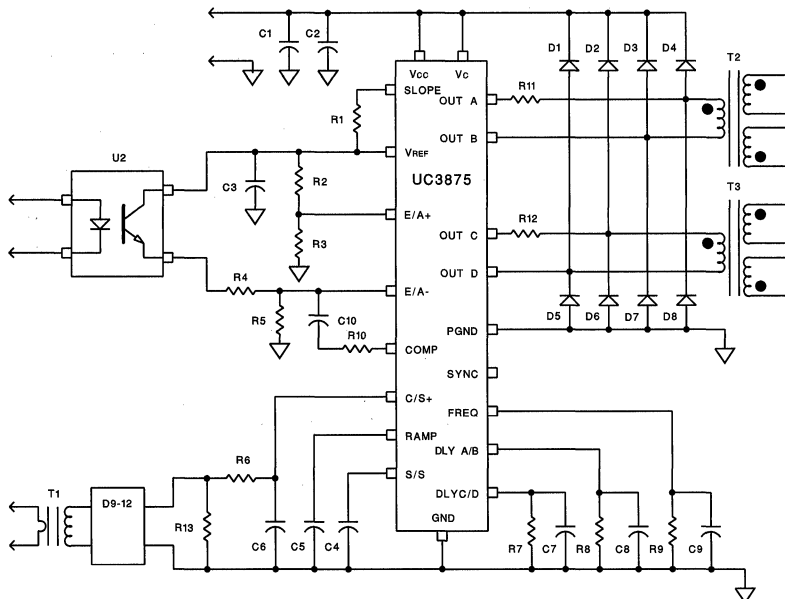 C1
C2
D1
D2
D3
D4
T2
VCC
VC
SLOPE
OUT A
R11
R1
OUT B
U2
VREF
C3
R2
UC3875
T3
E/A+
R12
R3
OUT C
R4
OUT D
E/A-
R5
C10
R10
D5
D6
D7
D8
PGND
COMP
SYNC
C/S+
FREQ
RAMP
DLY A/B
R6
S/S
T1
D9-12
DLYC/D
R13
GND
C6
C5
C4
R7
C7
R8
C8
R9
C9